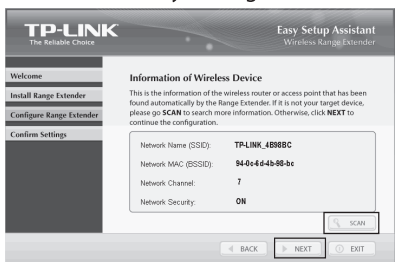 TP-LINK
The Reliable Choice
Easy Setup Assistant
Wireless Range Extender
Welcome
Install Range Extender
Configure Range Extender
Confirm Settings
Information of Wireless Device
This is the information of the wireless router or access point that has been
found automatically by the Range Extender. If it is not your target device,
please go SCAN to search more information. Otherwise, click NEXT to
continue the configuration.
Network Name (SSID): TP-LINK_4B98BC
Network MAC (BSSID): 94-0c-6d-4b-98-bc
Network Channel: 7
Network Security: ON
SCAN
BACK NEXT EXIT